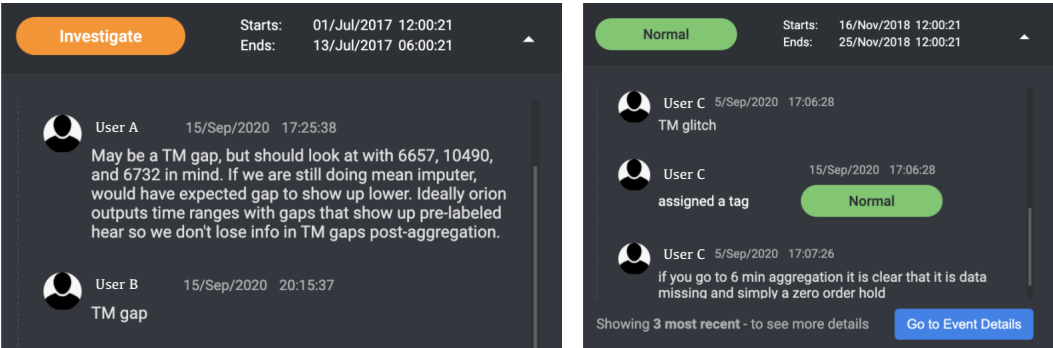 Investigate
Starts: 01/Jul/2017 12:00:21
Ends: 13/Jul/2017 06:00:21
User A 15/Sep/2020 17:25:38
May be a TM gap, but should look at with 6657, 10490,
and 6732 in mind. If we are still doing mean imputer,
would have expected gap to show up lower. Ideally orion
outputs time ranges with gaps that show up pre-labeled
hear so we don't lose info in TM gaps post-aggregation.
User B 15/Sep/2020 20:15:37
TM gap
Normal
Starts: 16/Nov/2018 12:00:21
Ends: 25/Nov/2018 12:00:21
User C 5/Sep/2020 17:06:28
TM glitch
User C 15/Sep/2020 17:06:28
assigned a tag Normal
User C 5/Sep/2020 17:07:26
if you go to 6 min aggregation it is clear that it is data
missing and simply a zero order hold
Showing 3 most recent - to see more details Go to Event Details